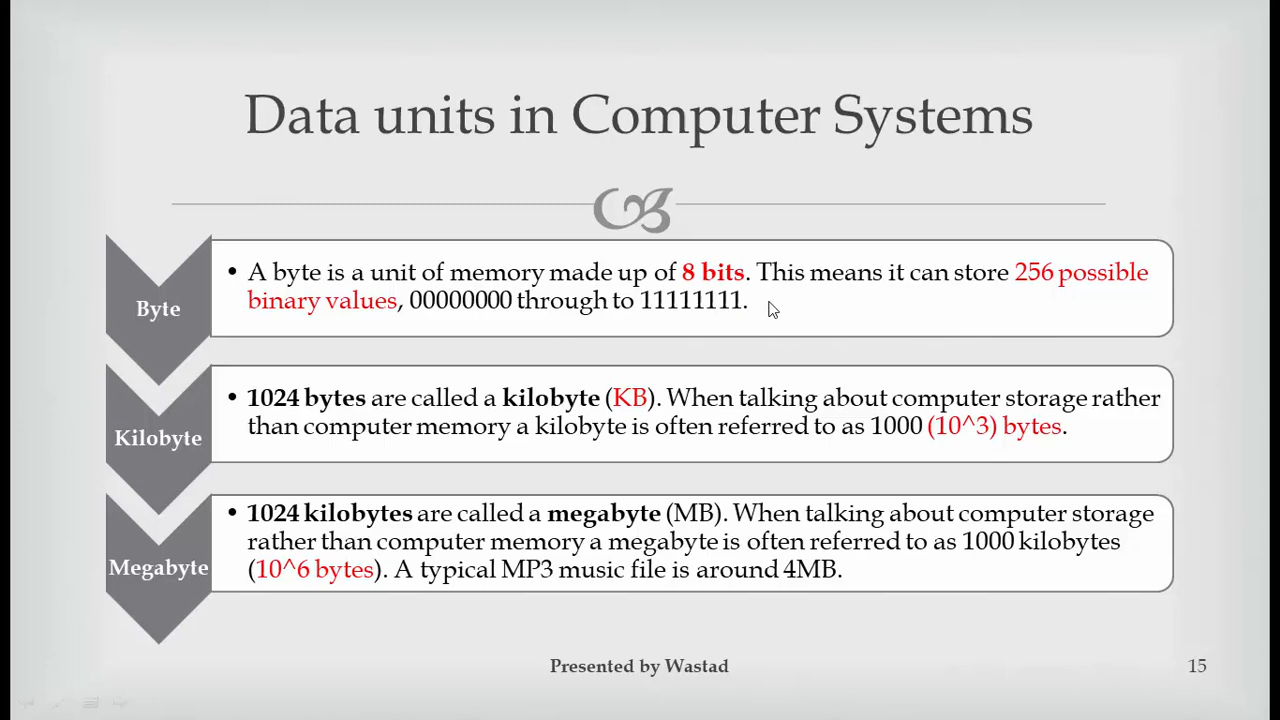 Data units in Computer Systems
Byte
• A byte is a unit of memory made up of 8 bits. This means it can store 256 possible
binary values, 00000000 through to 11111111.
Kilobyte
• 1024 bytes are called a kilobyte (KB). When talking about computer storage rather
than computer memory a kilobyte is often referred to as 1000 (10^3) bytes.
Megabyte
• 1024 kilobytes are called a megabyte (MB). When talking about computer storage
rather than computer memory a megabyte is often referred to as 1000 kilobytes
(10^6 bytes). A typical MP3 music file is around 4MB.
Presented by Wastad
15